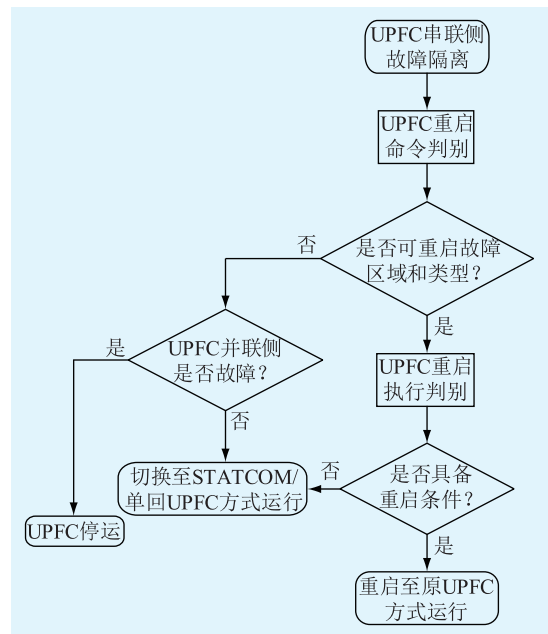 UPFC串联侧
故障隔离
UPFC重启
命令判别
否
是否可重启故障
区域和类型？
是
是
UPFC并联侧
是否故障？
UPFC重启
执行判别
否
切换至STATCOM/
单回UPFC方式运行
否
是否具备
重启条件？
UPFC停运
是
重启至原UPFC
方式运行